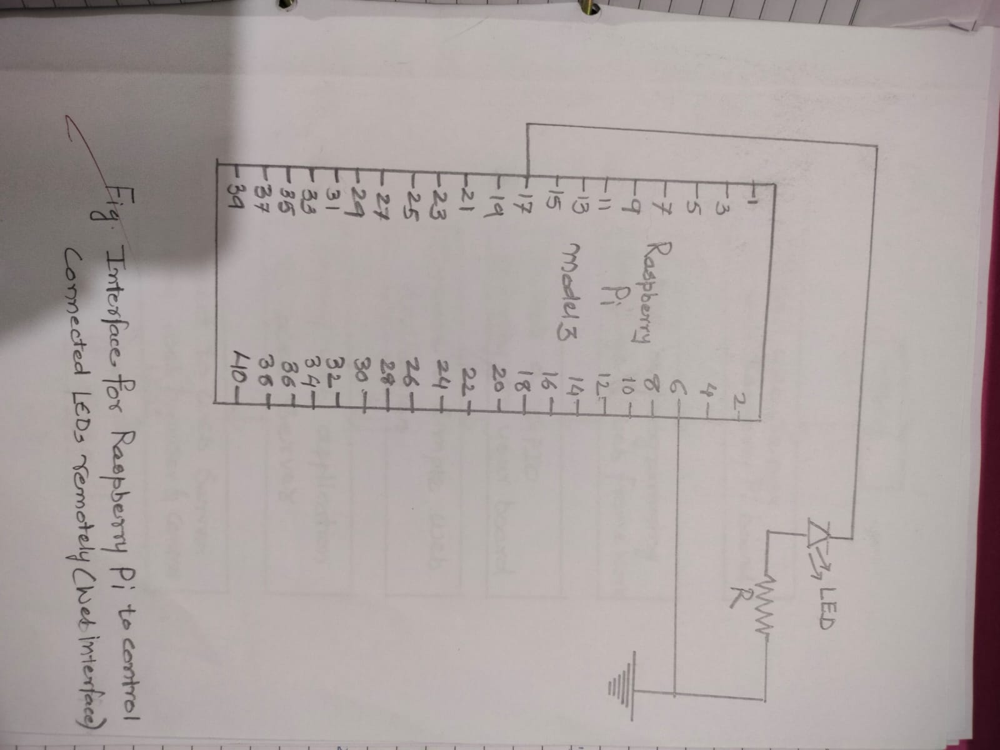 LED
R
1 2
3 4
5 6
7 8
9 10
11 12
13 14
15 16
17 18
19 20
21 22
23 24
25 26
27 28
29 30
31 32
33 34
35 36
37 38
39 40
Raspberry
Pi
Model 3
Fig. Interface for Raspberry Pi to control
Connected LEDs remotely (Web interface)